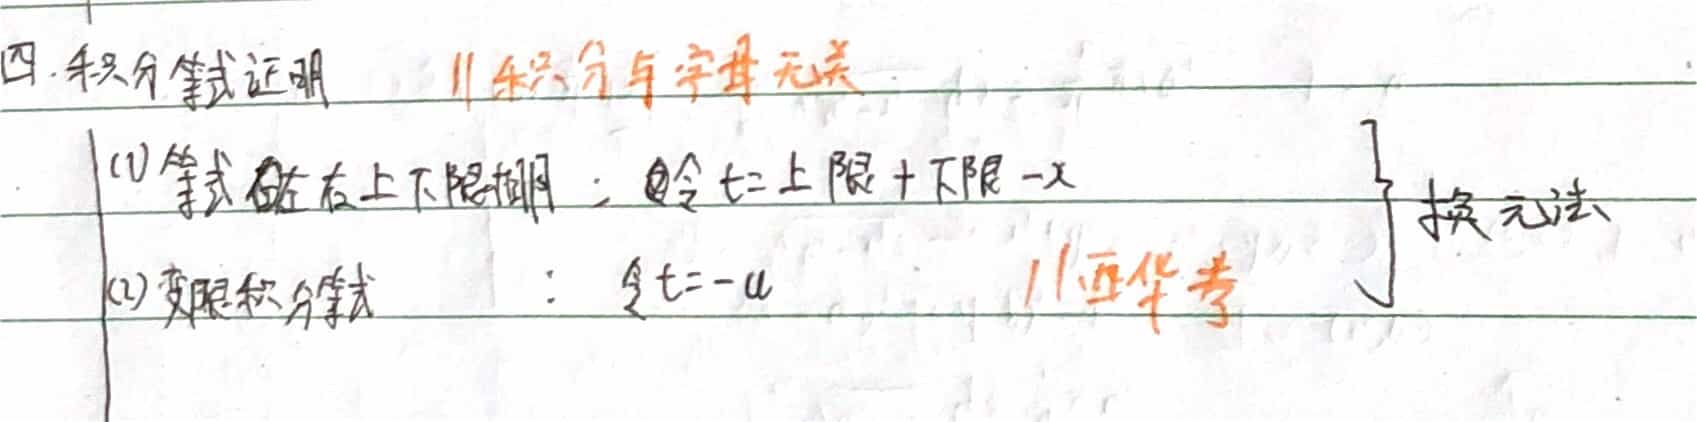 四.积分等式证明 //积分与字母无关
(1)等式左右上下限相同:令t=上限+下限-x
(2)变限积分等式:令t=-u //西华考
换元法